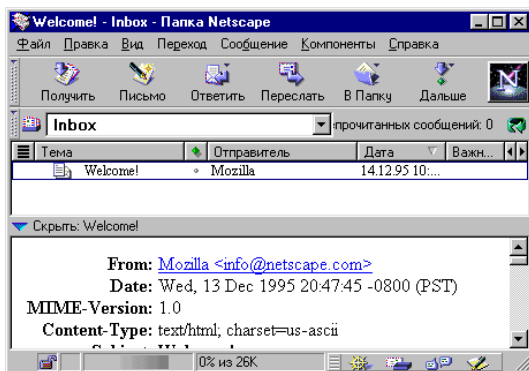 Welcome! - Inbox - Папка Netscape
Файл Правка Вид Переход Сообщение Компоненты Справка
Получить Письмо Ответить Переслать В Папку Дальше
N
Inbox епрочитанных сообщений: 0
Тема Отправитель Дата Важн...
Welcome! Mozilla 14.12.95 10:...
Скрыть: Welcome!
From: Mozilla <info@netscape.com>
Date: Wed, 13 Dec 1995 20:47:45 -0800 (PST)
MIME-Version: 1.0
Content-Type: text/html; charset=us-ascii
0% из 26K